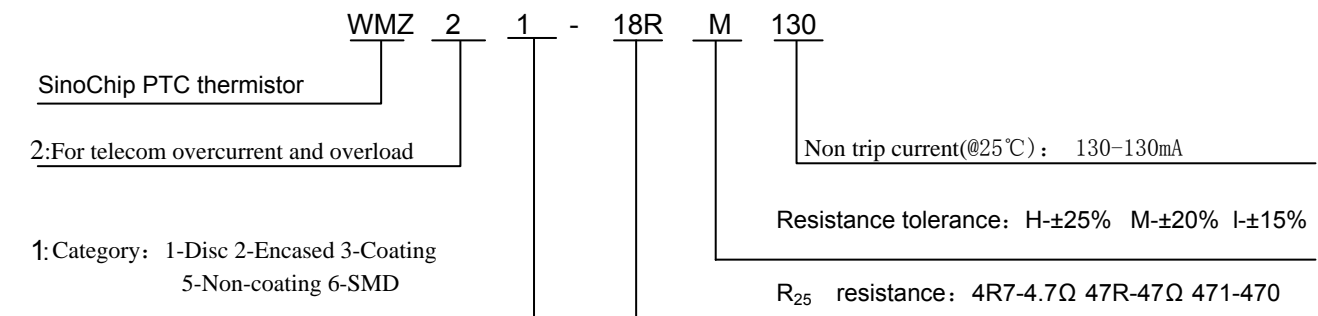 WMZ 2 1 - 18R M 130
SinoChip PTC thermistor
2:For telecom overcurrent and overload
Non trip current(@25℃)： 130-130mA
Resistance tolerance：H-±25% M-±20% I-±15%
1:Category：1-Disc 2-Encased 3-Coating
5-Non-coating 6-SMD
R25 resistance：4R7-4.7Ω 47R-47Ω 471-470